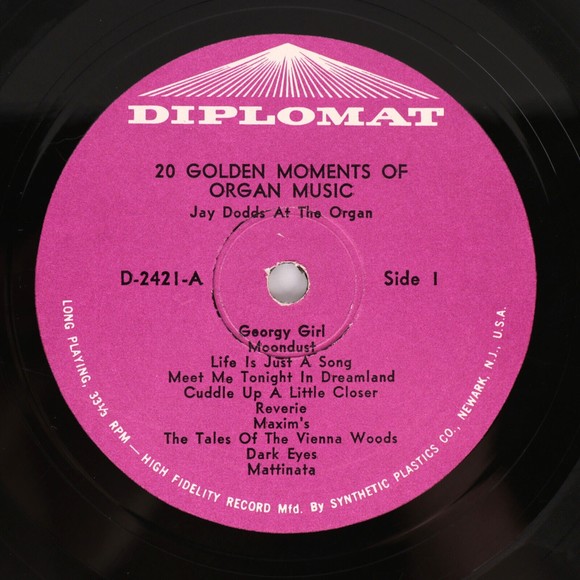 DIPLOMAT
20 GOLDEN MOMENTS OF
ORGAN MUSIC
Jay Dodds At The Organ
D-2421-A
Side 1
Georgy Girl
Moondust
Life Is Just A Song
Meet Me Tonight In Dreamland
Cuddle Up A Little Closer
Reverie
Maxim's
The Tales Of The Vienna Woods
Dark Eyes
Mattinata
LONG PLAYING, 33⅓ RPM — HIGH FIDELITY RECORD Mfd. By SYNTHETIC PLASTICS CO., NEWARK, N.J., U.S.A.